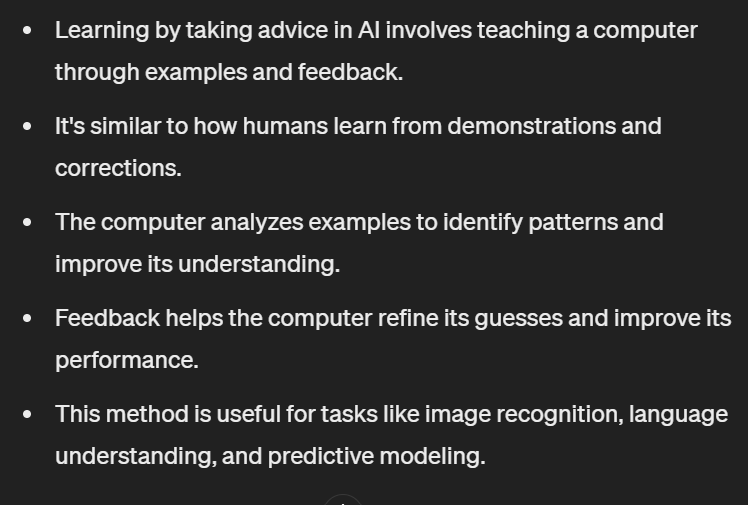 • Learning by taking advice in AI involves teaching a computer
through examples and feedback.
• It's similar to how humans learn from demonstrations and
corrections.
• The computer analyzes examples to identify patterns and
improve its understanding.
• Feedback helps the computer refine its guesses and improve its
performance.
• This method is useful for tasks like image recognition, language
understanding, and predictive modeling.